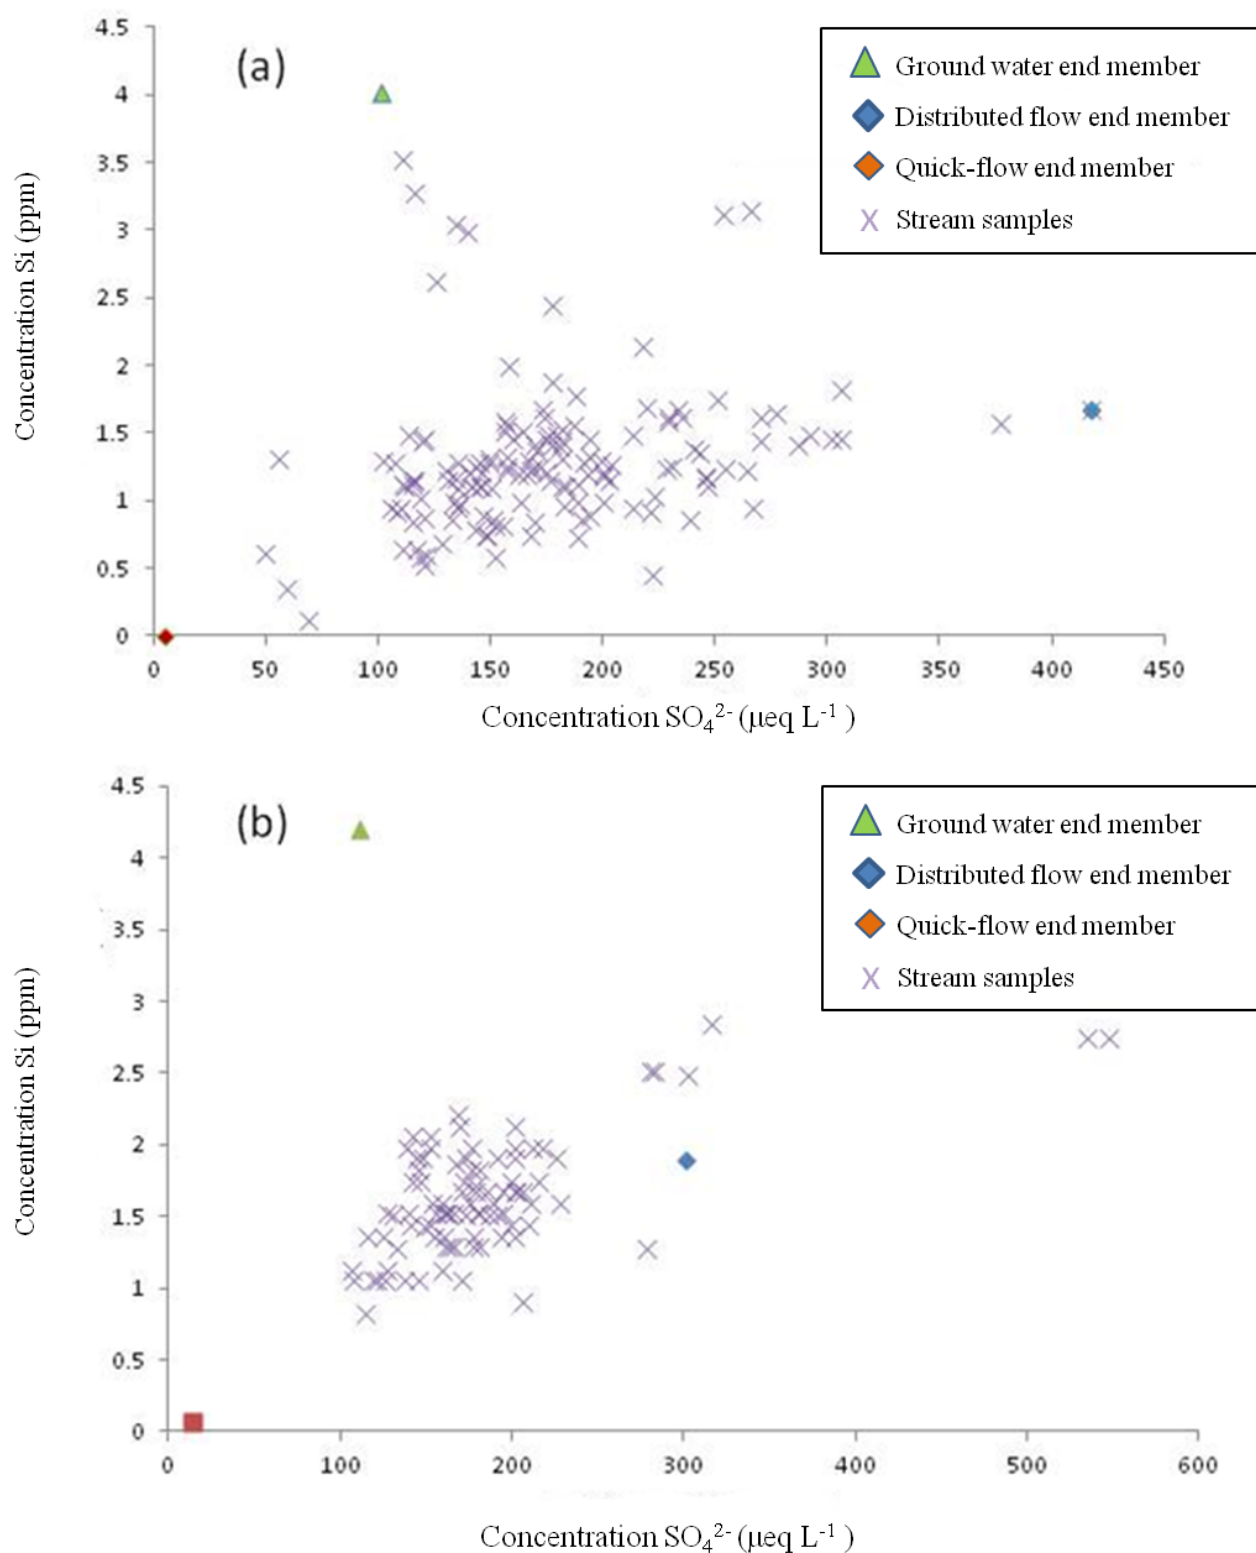 (a)
Concentration Si (ppm)
4.5
4
3.5
3
2.5
2
1.5
1
0.5
0
0 50 100 150 200 250 300 350 400 450
Concentration SO₄²⁻ (μeq L⁻¹ )
Ground water end member
Distributed flow end member
Quick-flow end member
X Stream samples
(b)
Concentration Si (ppm)
4.5
4
3.5
3
2.5
2
1.5
1
0.5
0
0 100 200 300 400 500 600
Concentration SO₄²⁻ (μeq L⁻¹ )
Ground water end member
Distributed flow end member
Quick-flow end member
X Stream samples